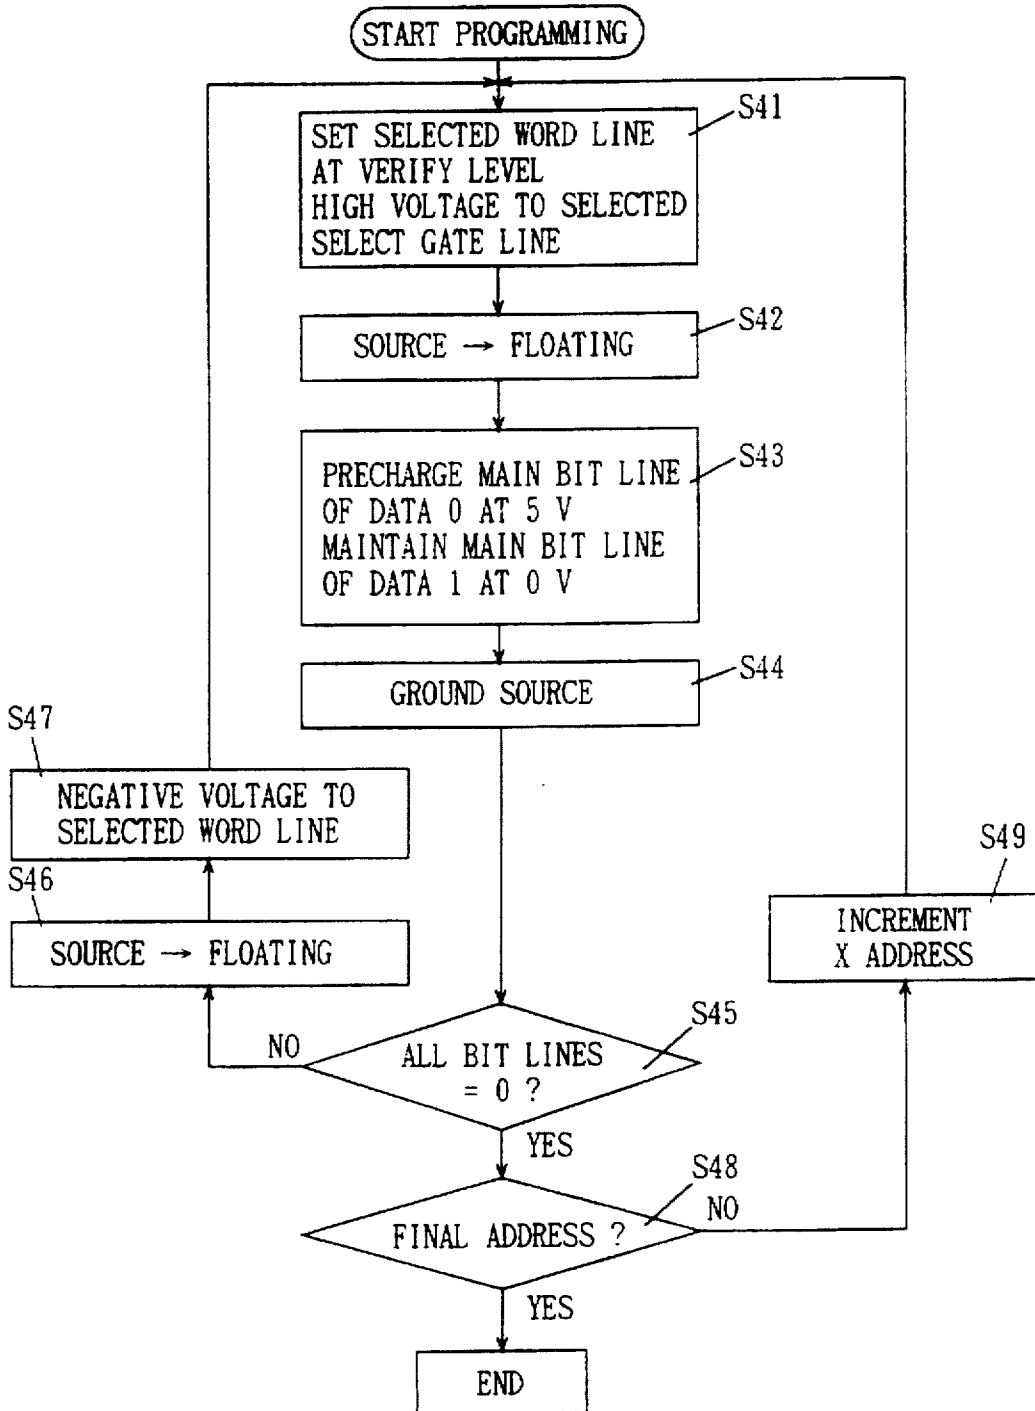 START PROGRAMMING
S41
SET SELECTED WORD LINE
AT VERIFY LEVEL
HIGH VOLTAGE TO SELECTED
SELECT GATE LINE
S42
SOURCE → FLOATING
S43
PRECHARGE MAIN BIT LINE
OF DATA 0 AT 5 V
MAINTAIN MAIN BIT LINE
OF DATA 1 AT 0 V
S44
GROUND SOURCE
S47
NEGATIVE VOLTAGE TO
SELECTED WORD LINE
S46
SOURCE → FLOATING
S49
INCREMENT
X ADDRESS
S45
NO
ALL BIT LINES
= 0 ?
YES
S48
NO
FINAL ADDRESS ?
YES
END